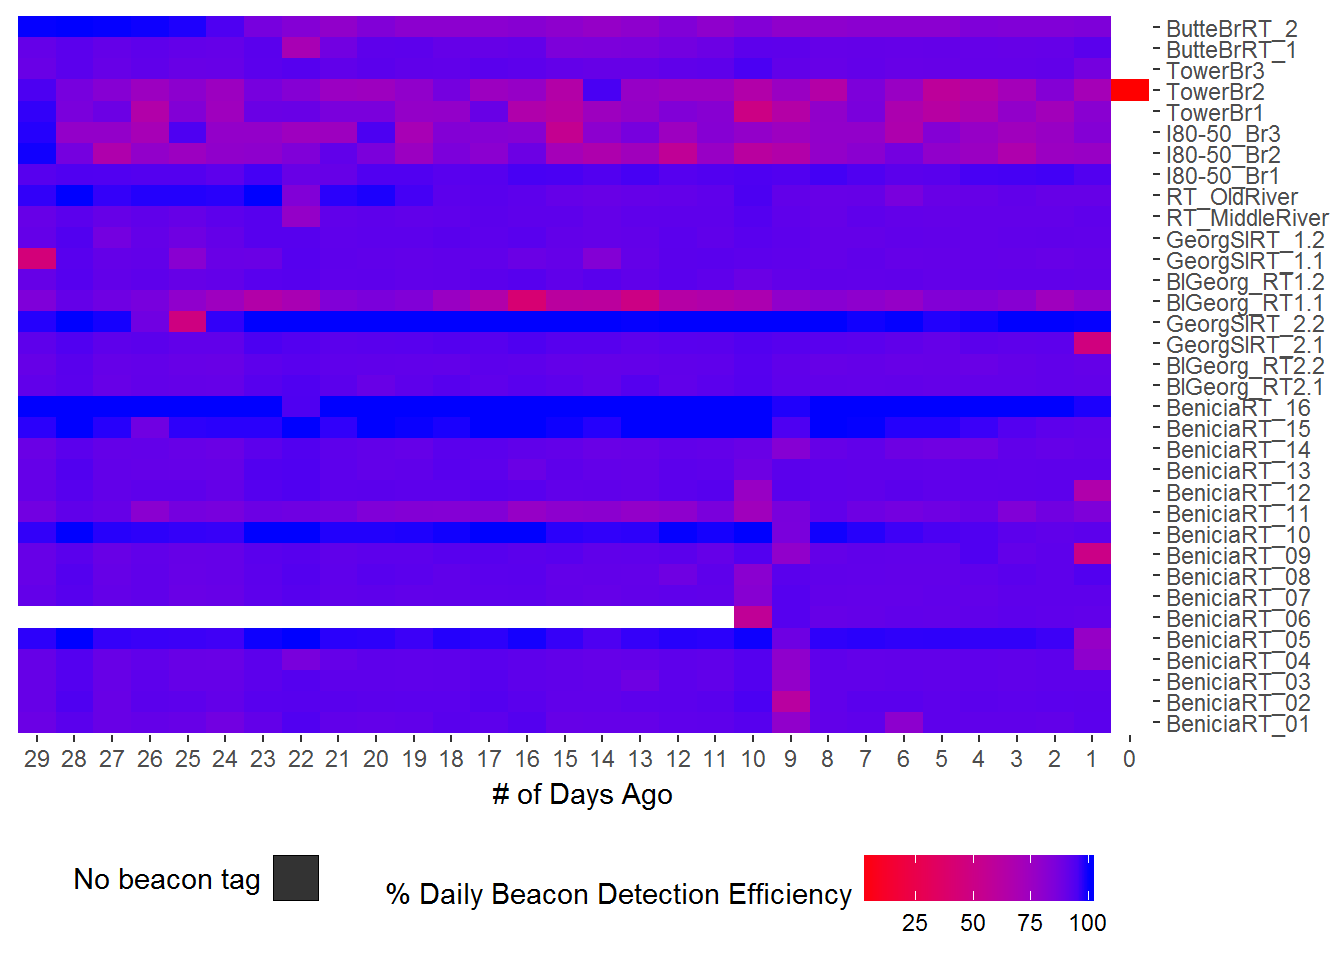 ButteBrRT_2
ButteBrRT_1
TowerBr3
TowerBr2
TowerBr1
I80-50_Br3
I80-50_Br2
I80-50_Br1
RT_OldRiver
RT_MiddleRiver
GeorgSlRT_1.2
GeorgSlRT_1.1
BlGeorg_RT1.2
BlGeorg_RT1.1
GeorgSlRT_2.2
GeorgSlRT_2.1
BlGeorg_RT2.2
BlGeorg_RT2.1
BeniciaRT_16
BeniciaRT_15
BeniciaRT_14
BeniciaRT_13
BeniciaRT_12
BeniciaRT_11
BeniciaRT_10
BeniciaRT_09
BeniciaRT_08
BeniciaRT_07
BeniciaRT_06
BeniciaRT_05
BeniciaRT_04
BeniciaRT_03
BeniciaRT_02
BeniciaRT_01
29 28 27 26 25 24 23 22 21 20 19 18 17 16 15 14 13 12 11 10 9 8 7 6 5 4 3 2 1 0
# of Days Ago
No beacon tag
% Daily Beacon Detection Efficiency
25 50 75 100